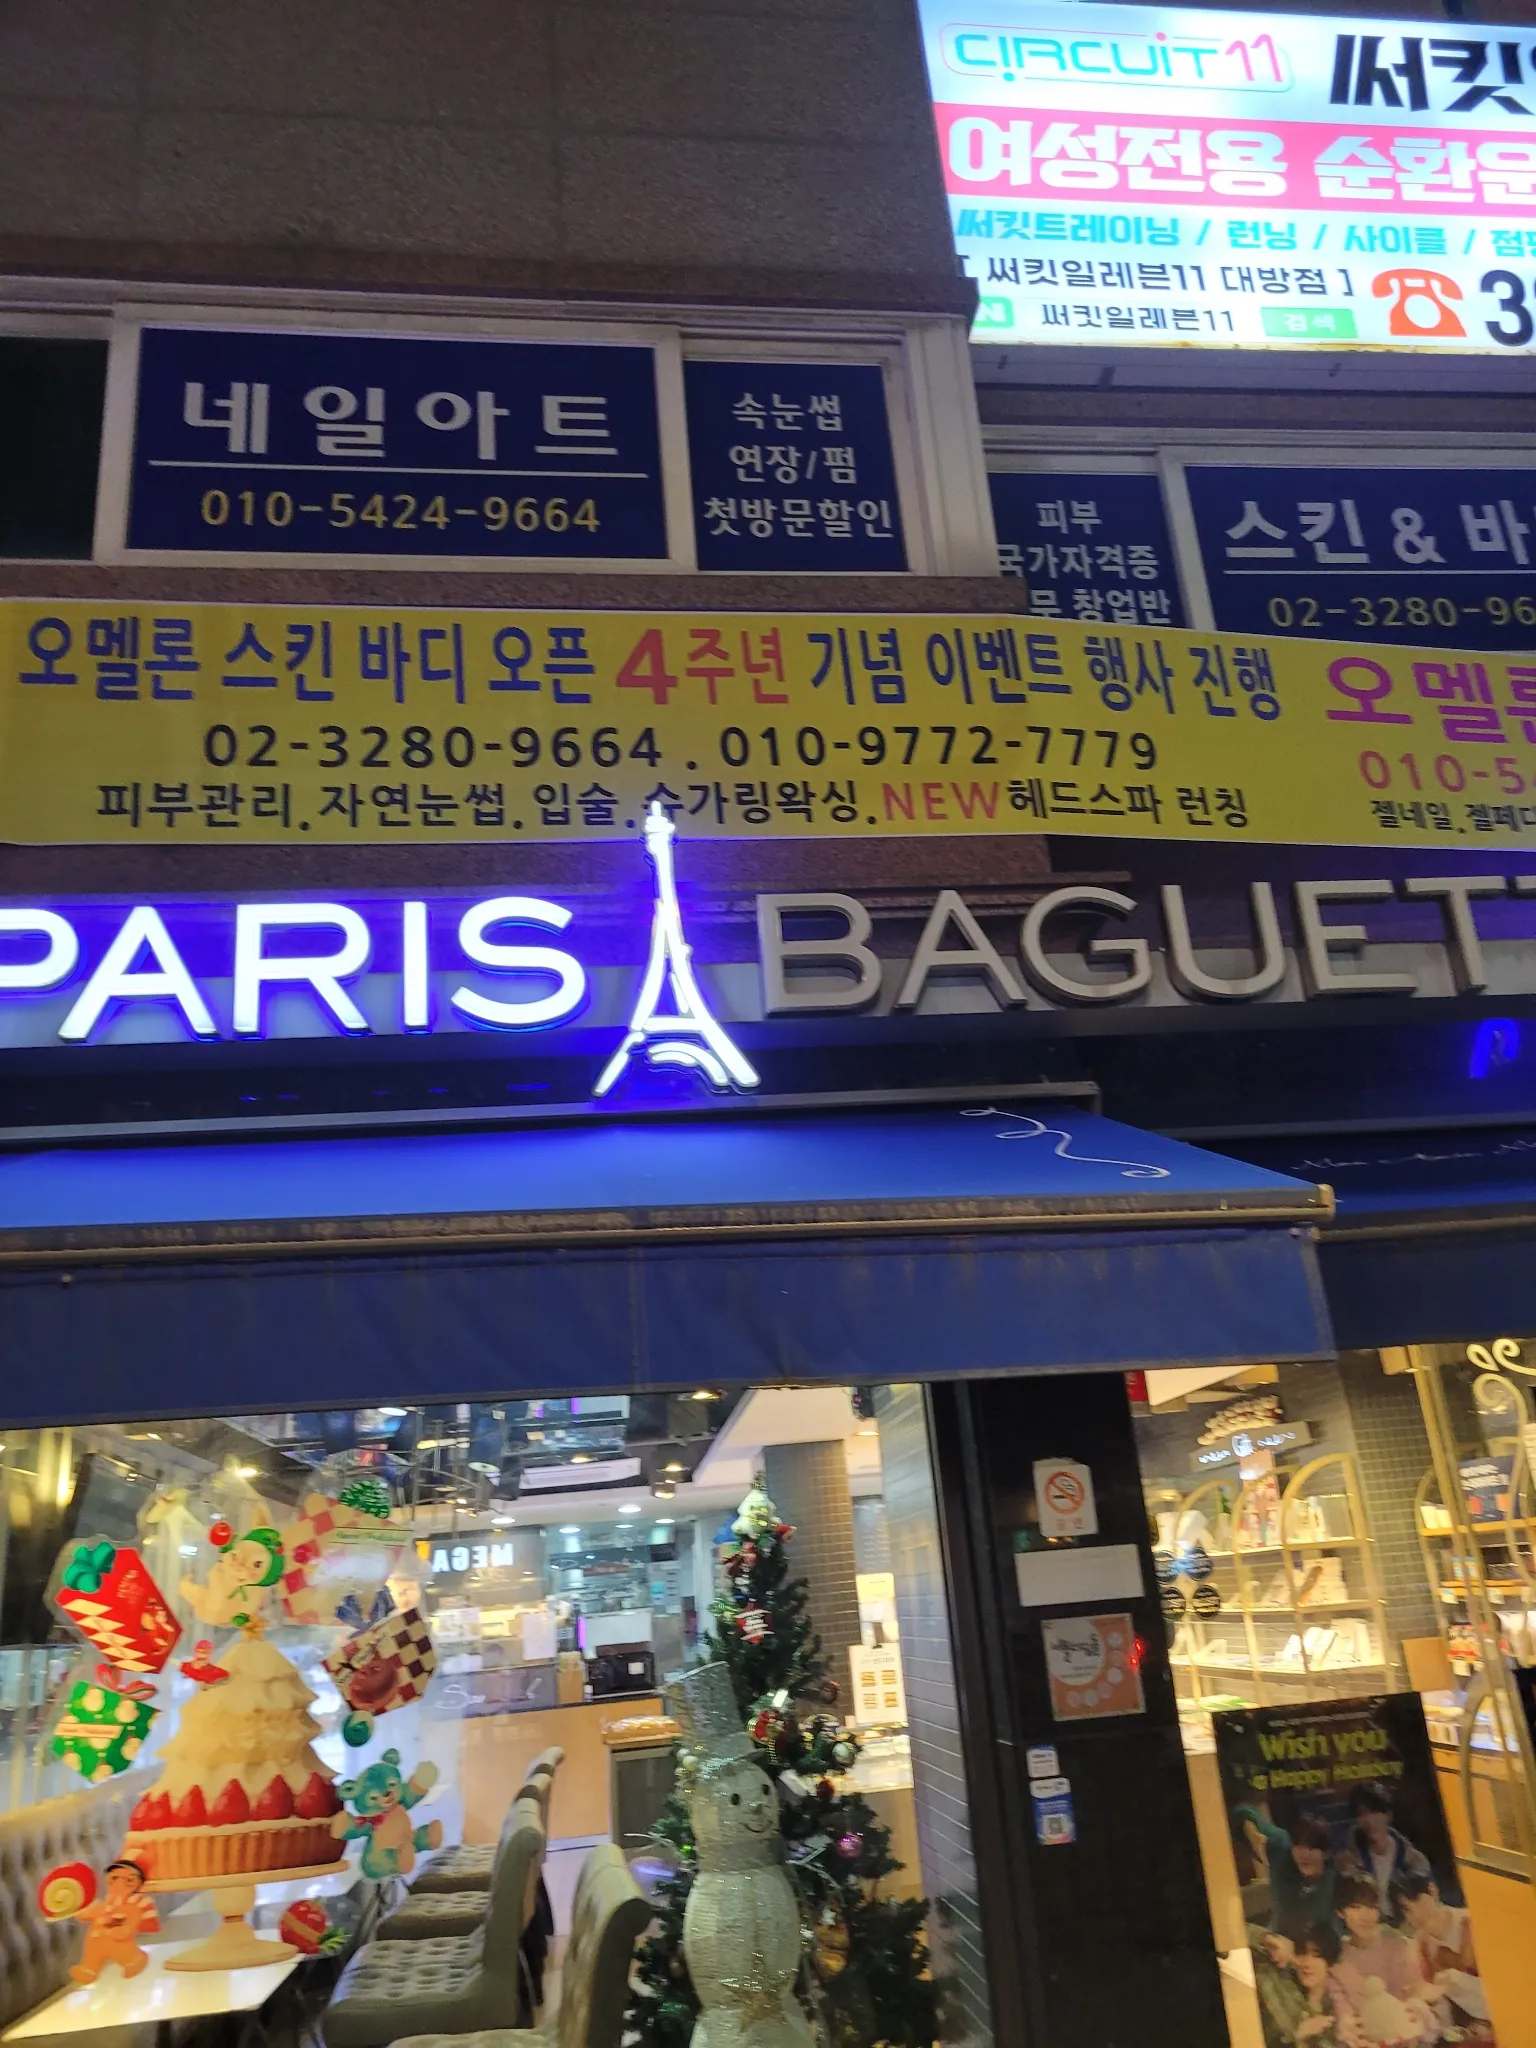 CIRCUIT11 써킷
여성전용 순환운
써킷트레이닝 / 런닝 / 사이클 /
[ 써킷일레븐11 대방점 ]
써킷일레븐11 검색
네일아트
010-5424-9664
속눈썹
연장/펌
첫방문할인
피부
국가자격증
창업반
스킨 & 바
02-3280-96
오멜론 스킨 바디 오픈 4주년 기념 이벤트 행사 진행
02-3280-9664 . 010-9772-7779
피부관리.자연눈썹.입술.슈가링왁싱.NEW헤드스파 런칭
오멜론
010-5
젤네일.젤페디
PARIS BAGUETT
MEGA
Wish you
a Happy Holiday